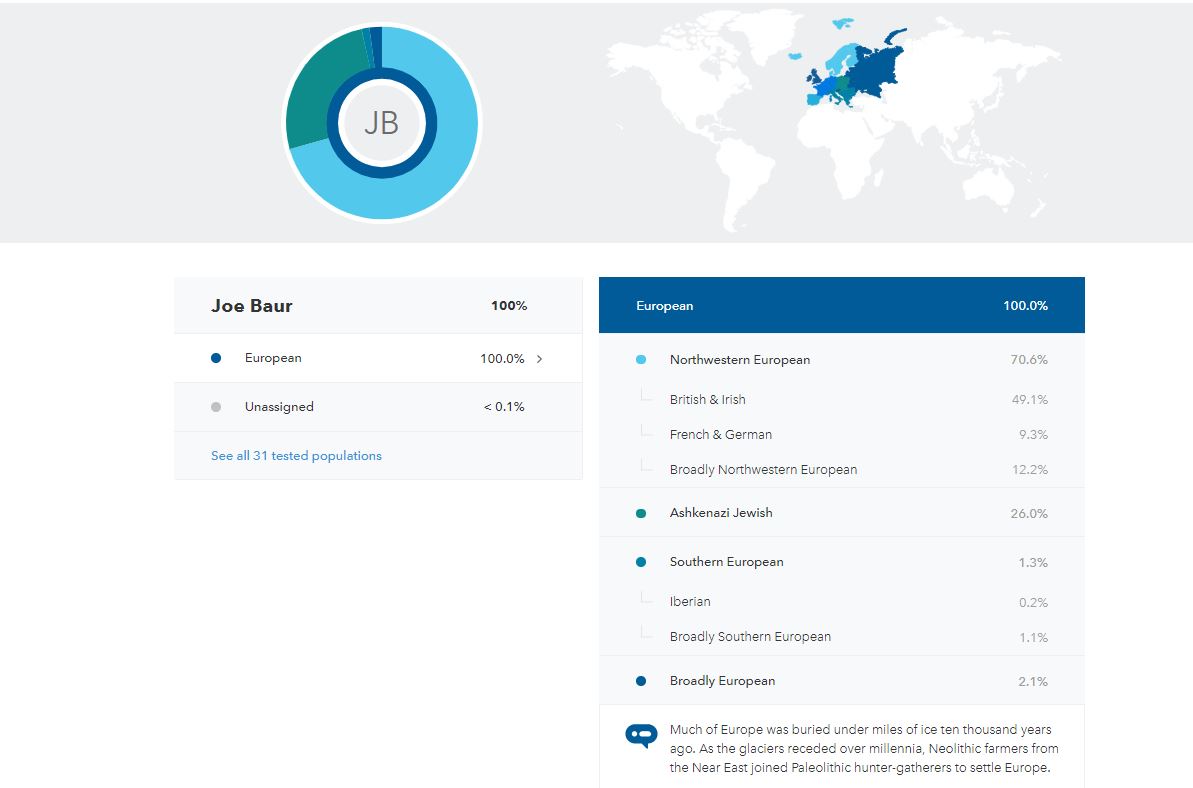 JB
Joe Baur 100%
European 100.0%
Unassigned < 0.1%
See all 31 tested populations
European 100.0%
Northwestern European 70.6%
British & Irish 49.1%
French & German 9.3%
Broadly Northwestern European 12.2%
Ashkenazi Jewish 26.0%
Southern European 1.3%
Iberian 0.2%
Broadly Southern European 1.1%
Broadly European 2.1%
Much of Europe was buried under miles of ice ten thousand years
ago. As the glaciers receded over millennia, Neolithic farmers from
the Near East joined Paleolithic hunter-gatherers to settle Europe.